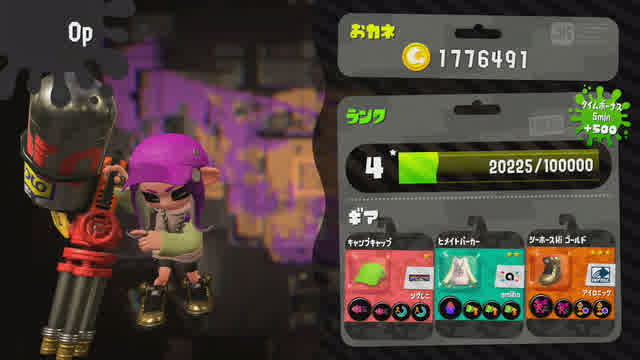 0p
おカネ
1776491
ランク
タイムボーナス
5min
+500
4
20225/100000
ギア
キャンプキャップ
ヒメイトパーカー
シーホースHi ゴールド
シグレニ
amiibo
アイロニック